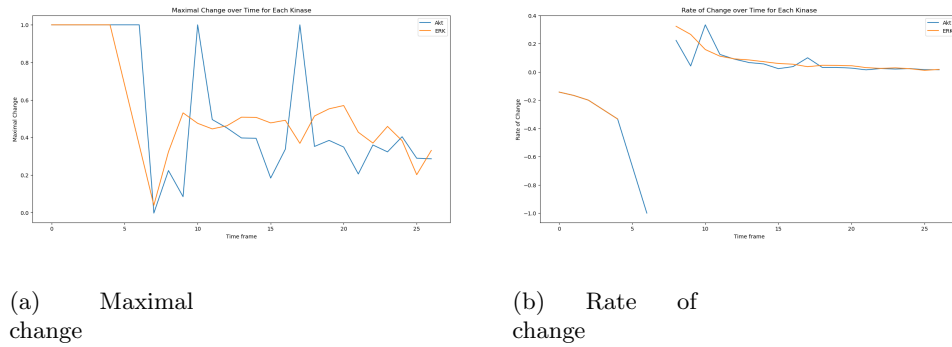 Maximal Change over Time for Each Kinase
Akt
ERK
1.0
0.8
0.6
0.4
0.2
0.0
Maximal Change
0
5
10
15
20
25
Time frame
Rate of Change over Time for Each Kinase
Akt
ERK
0.4
0.2
0.0
−0.2
−0.4
−0.6
−0.8
−1.0
Rate of Change
0
5
10
15
20
25
Time frame
(a) Maximal
change
(b) Rate of
change